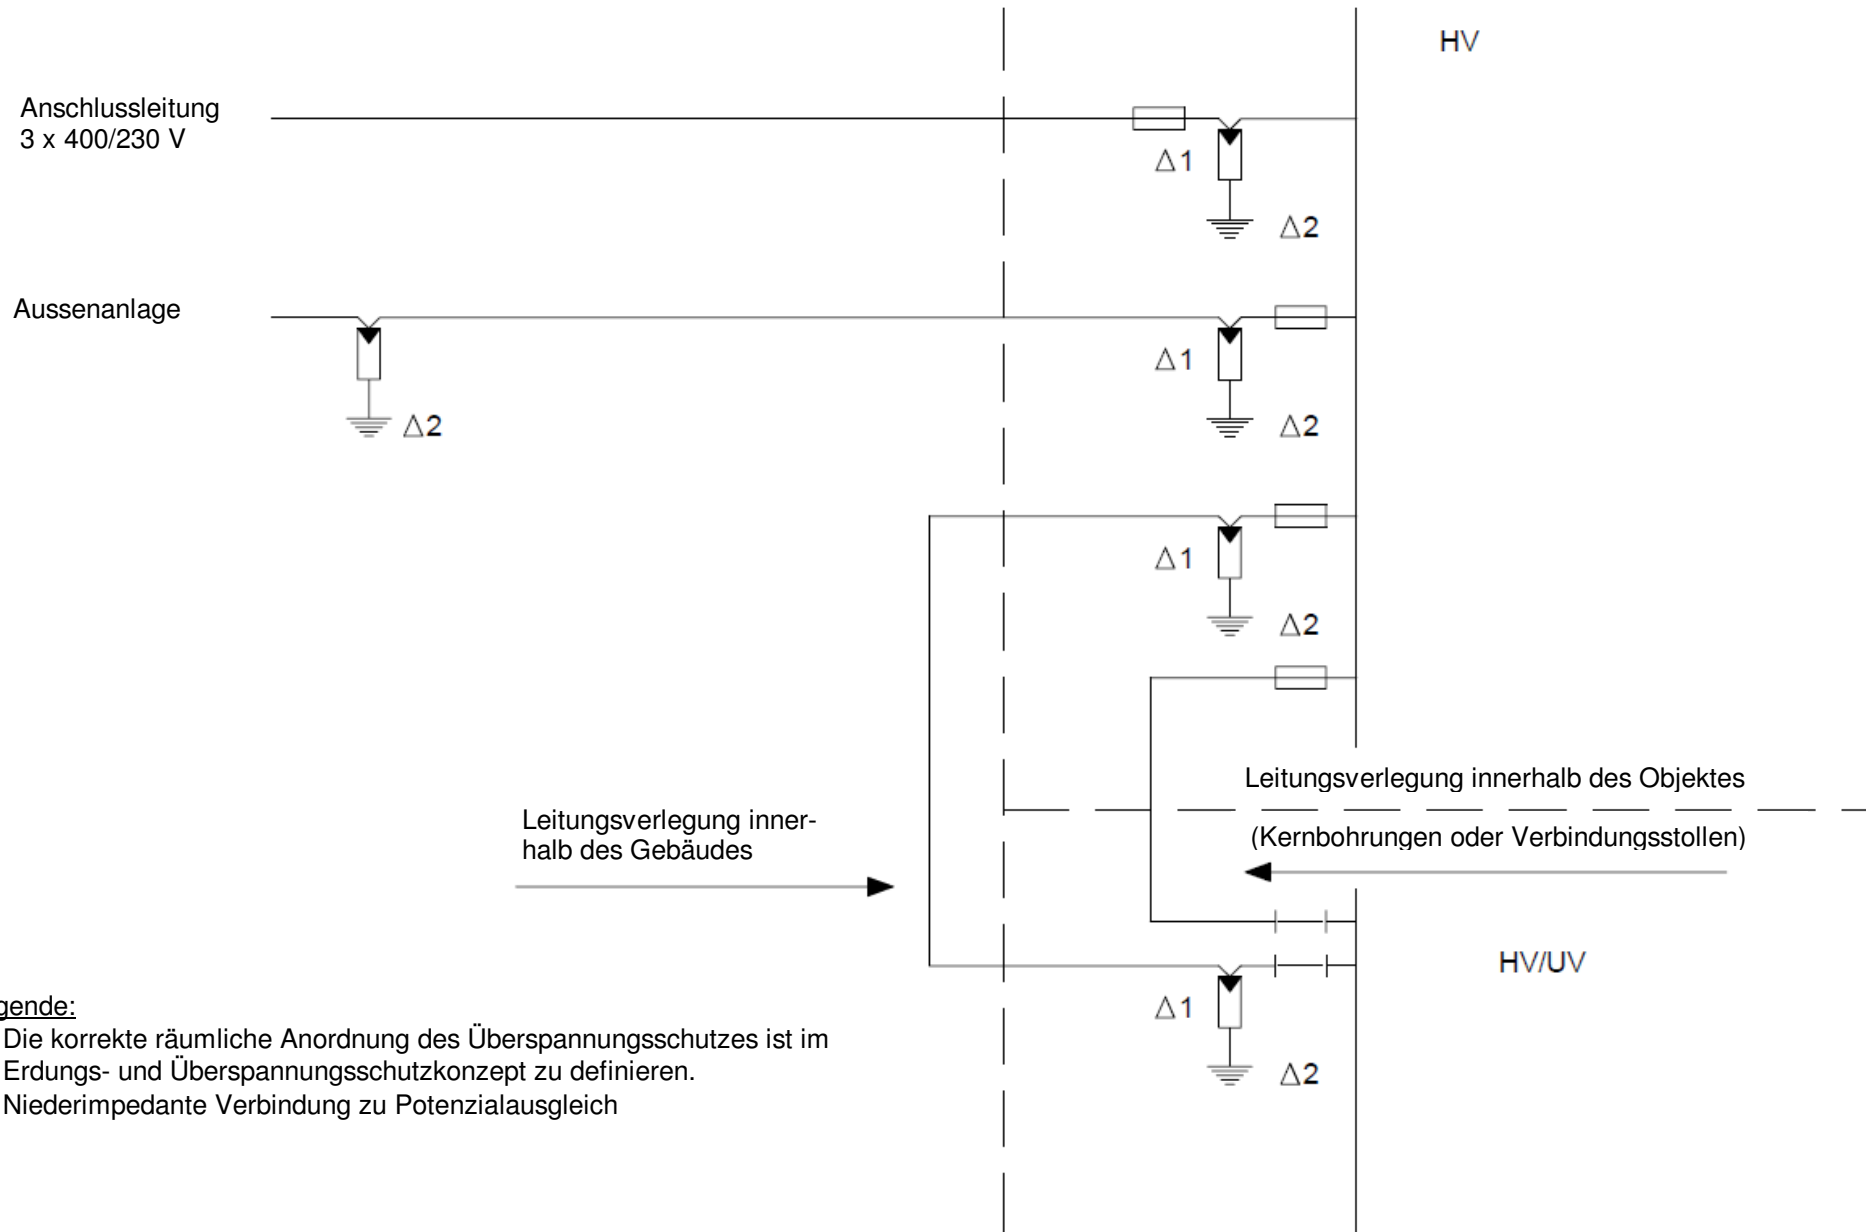 HV
Anschlussleitung
3 x 400/230 V
Δ1
Δ2
Aussenanlage
Δ1
Δ2
Δ2
Δ1
Δ2
Leitungsverlegung innerhalb des Objektes
(Kernbohrungen oder Verbindungsstollen)
Leitungsverlegung inner-
halb des Gebäudes
HV/UV
gende:
Die korrekte räumliche Anordnung des Überspannungsschutzes ist im
Erdungs- und Überspannungsschutzkonzept zu definieren.
Niederimpedante Verbindung zu Potenzialausgleich
Δ1
Δ2